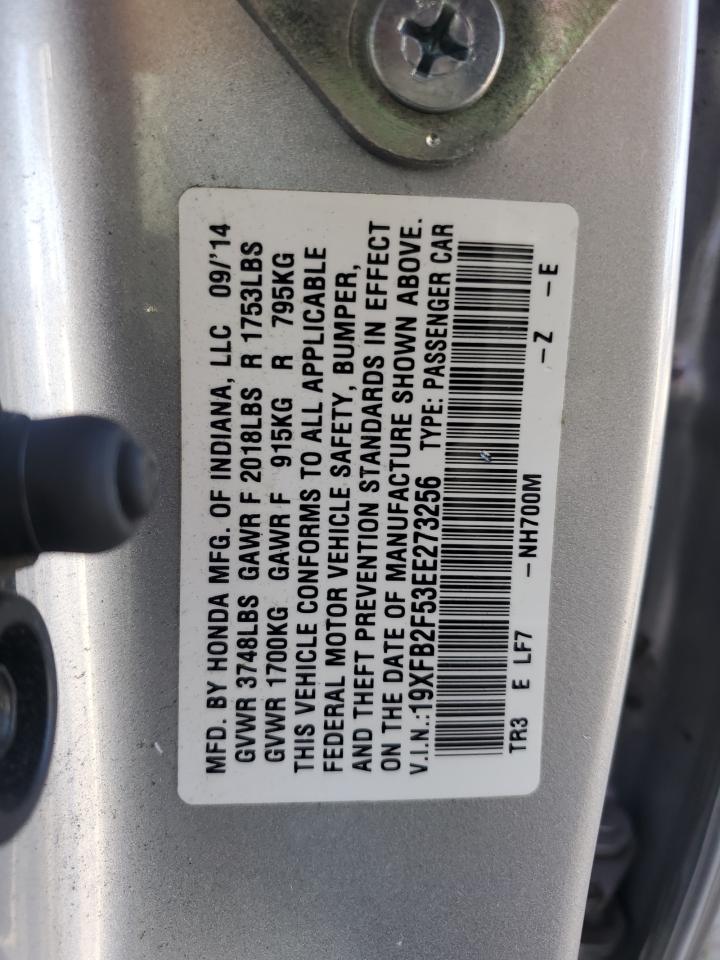 MFD. BY HONDA MFG. OF INDIANA, LLC 09/'14
GVWR 3748LBS GAWR F 2018LBS R 1753LBS
GVWR 1700KG GAWR F 915KG R 795KG
THIS VEHICLE CONFORMS TO ALL APPLICABLE
FEDERAL MOTOR VEHICLE SAFETY, BUMPER,
AND THEFT PREVENTION STANDARDS IN EFFECT
ON THE DATE OF MANUFACTURE SHOWN ABOVE.
V.I.N.:19XFB2F53EE273256 TYPE: PASSENGER CAR
TR3 E LF7 -NH700M -Z -E